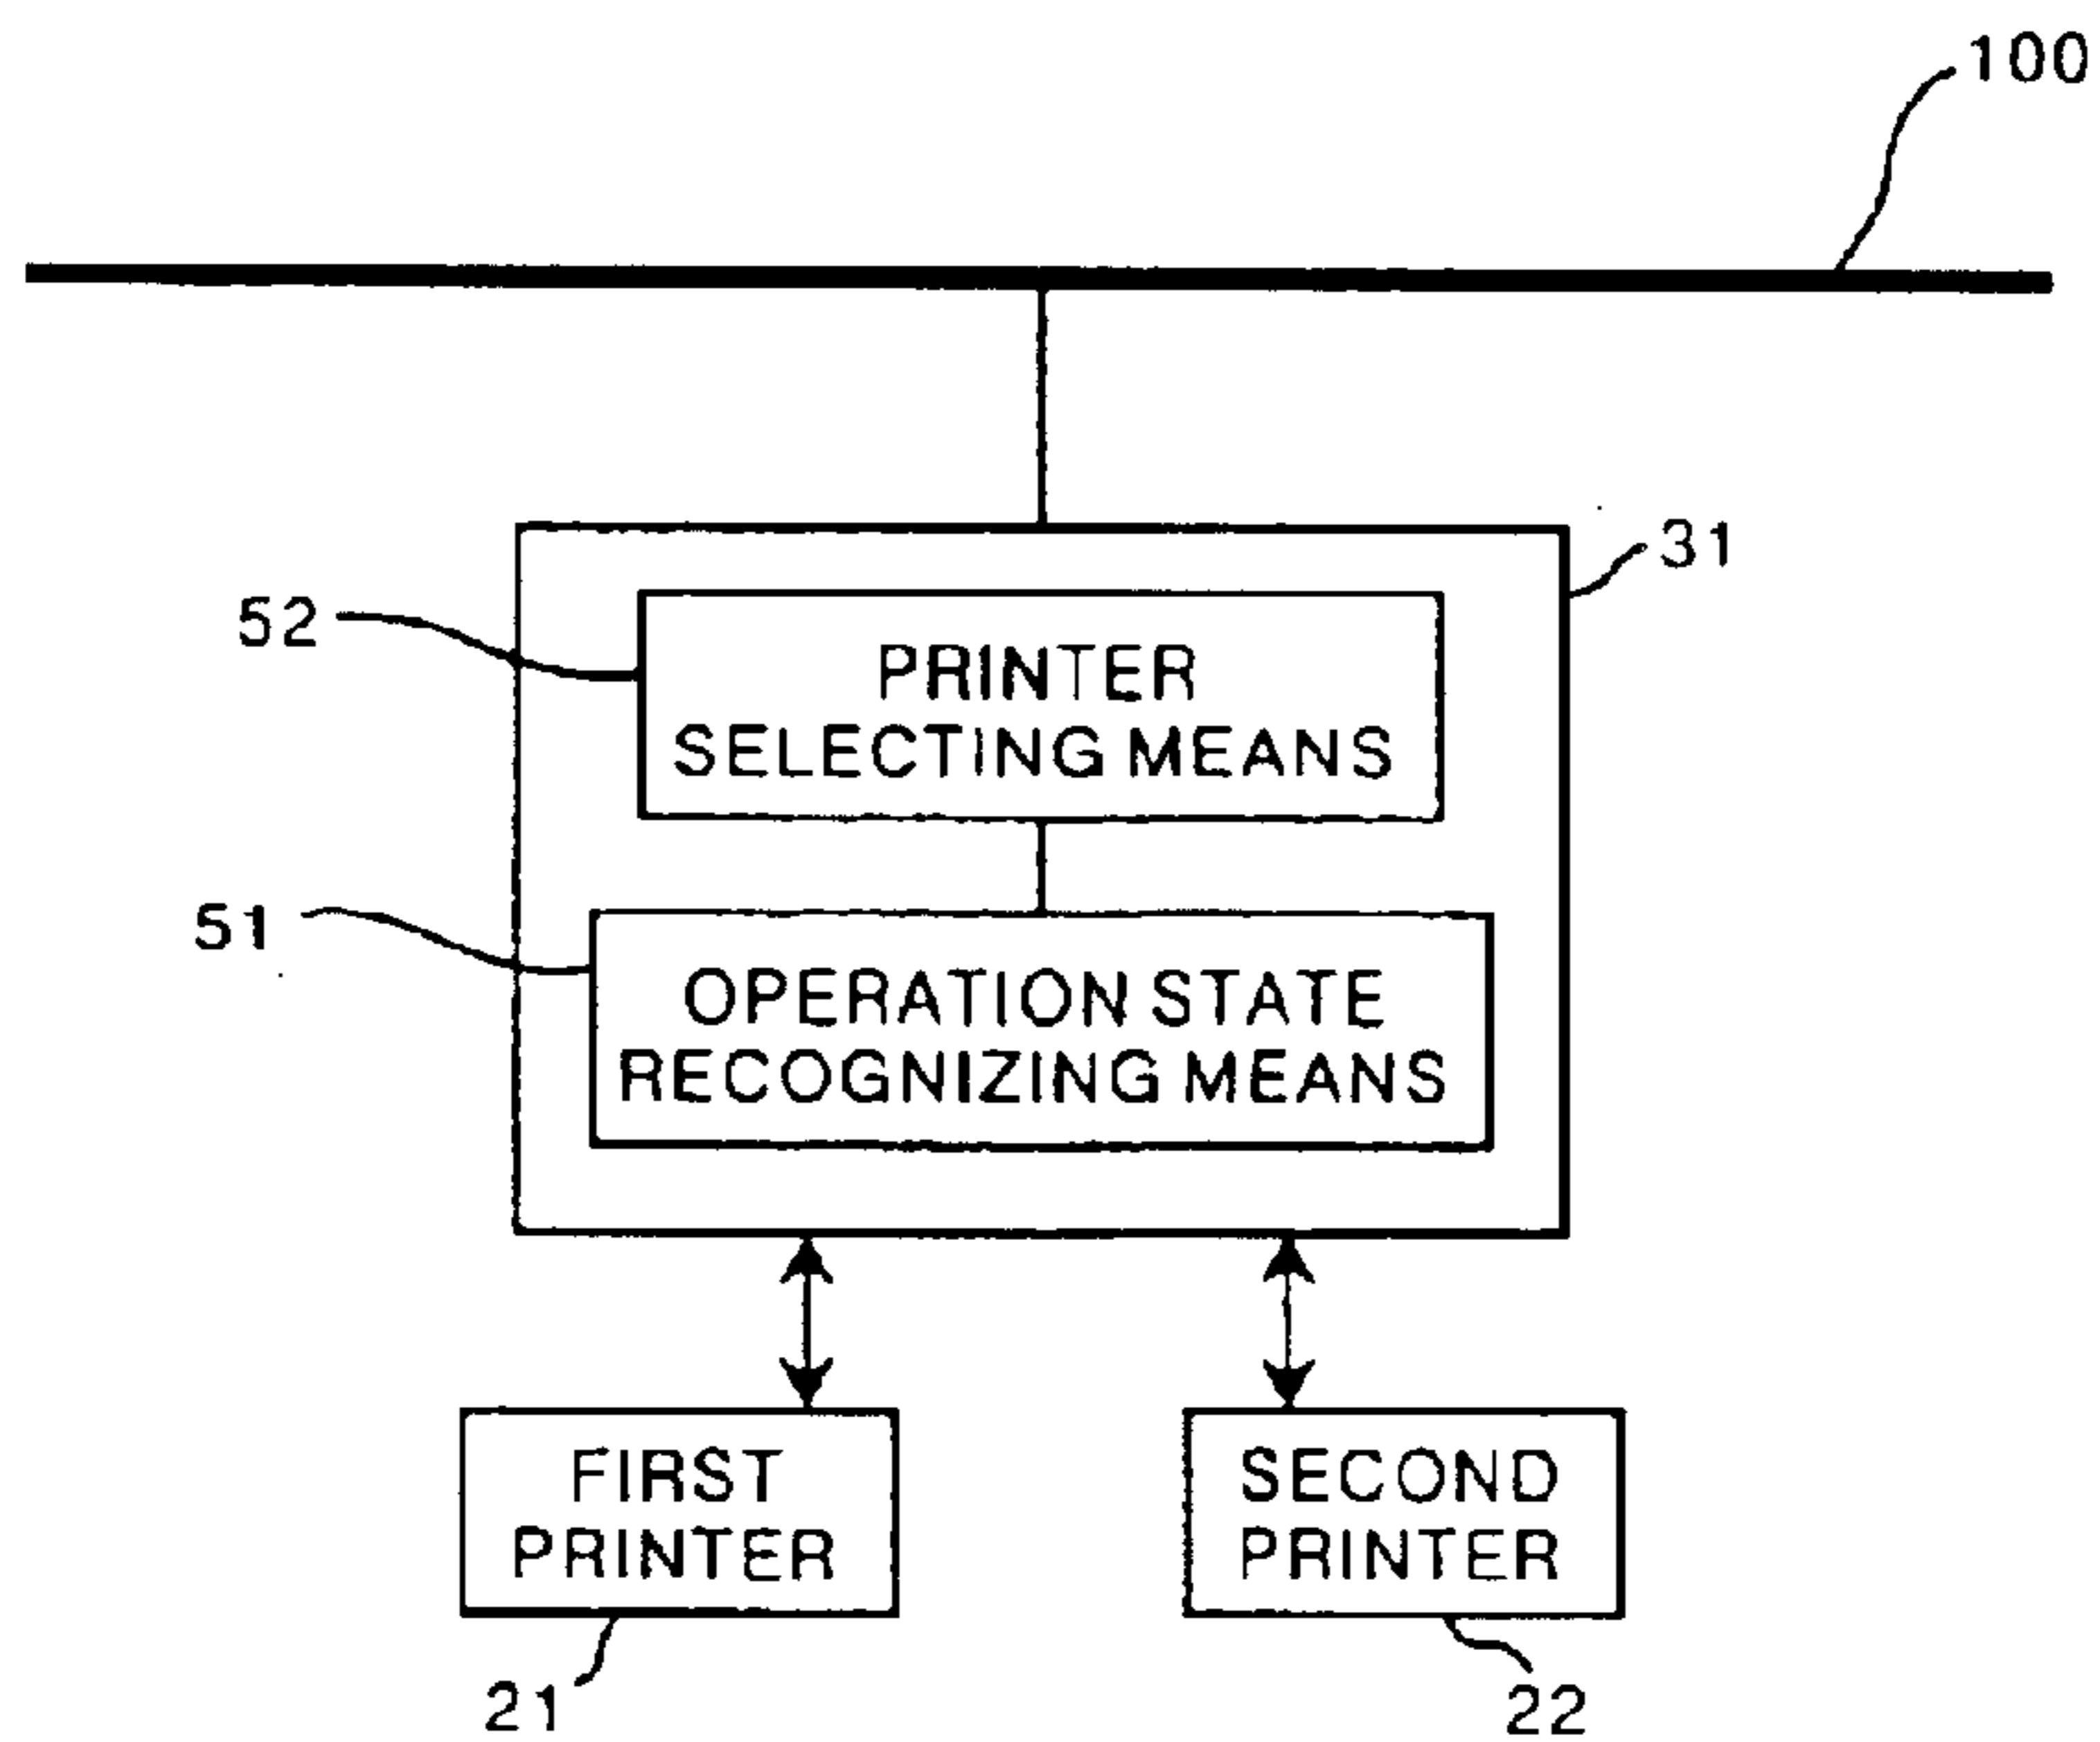 100
31
52
PRINTER
SELECTING MEANS
51
OPERATION STATE
RECOGNIZING MEANS
FIRST
PRINTER
SECOND
PRINTER
21
22